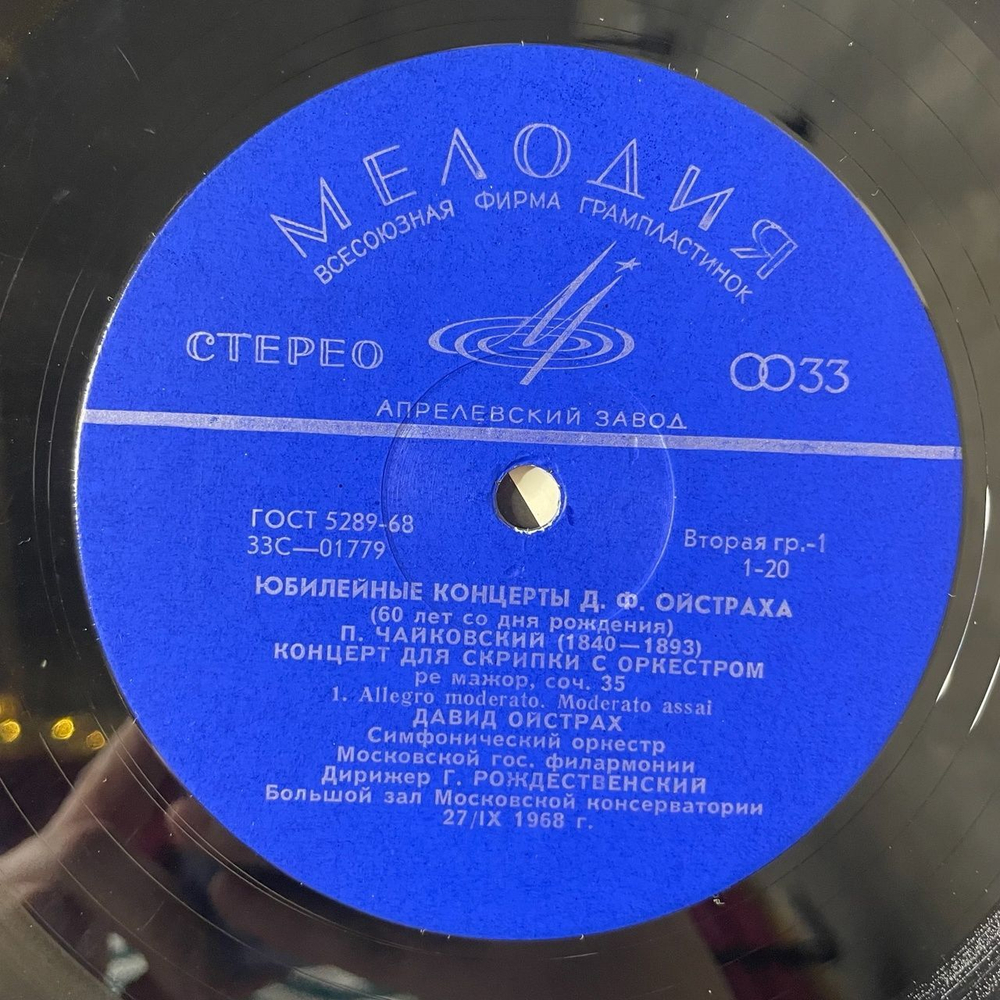 МЕЛОДИЯ
ВСЕСОЮЗНАЯ ФИРМА ГРАМПЛАСТИНОК
СТЕРЕО
33
АПРЕЛЕВСКИЙ ЗАВОД
ГОСТ 5289-68
33С—01779
Вторая гр.-1
1-20
ЮБИЛЕЙНЫЕ КОНЦЕРТЫ Д. Ф. ОЙСТРАХА
(60 лет со дня рождения)
П. ЧАЙКОВСКИЙ (1840—1893)
КОНЦЕРТ ДЛЯ СКРИПКИ С ОРКЕСТРОМ
ре мажор, соч. 35
1. Allegro moderato. Moderato assai
ДАВИД ОЙСТРАХ
Симфонический оркестр
Московской гос. филармонии
Дирижер Г. РОЖДЕСТВЕНСКИЙ
Большой зал Московской консерватории
27/IX 1968 г.